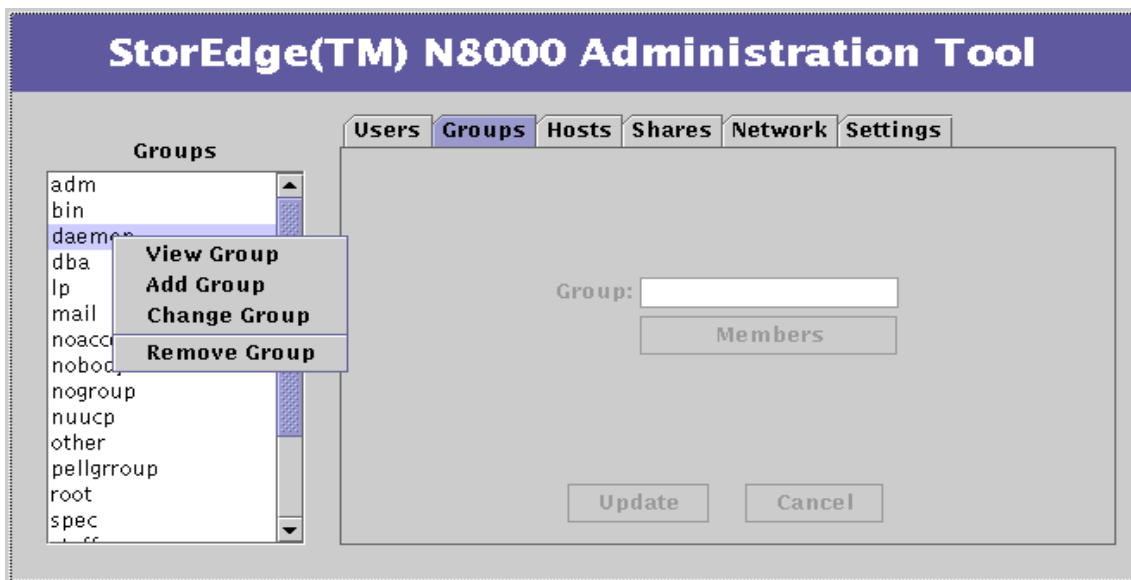 StorEdge(TM) N8000 Administration Tool
Users Groups Hosts Shares Network Settings
Groups
adm
bin
dba
lp
mail
nogroup
nuucp
other
pellgrroup
root
spec
View Group
Add Group
Change Group
Remove Group
Group:
Members
Update Cancel